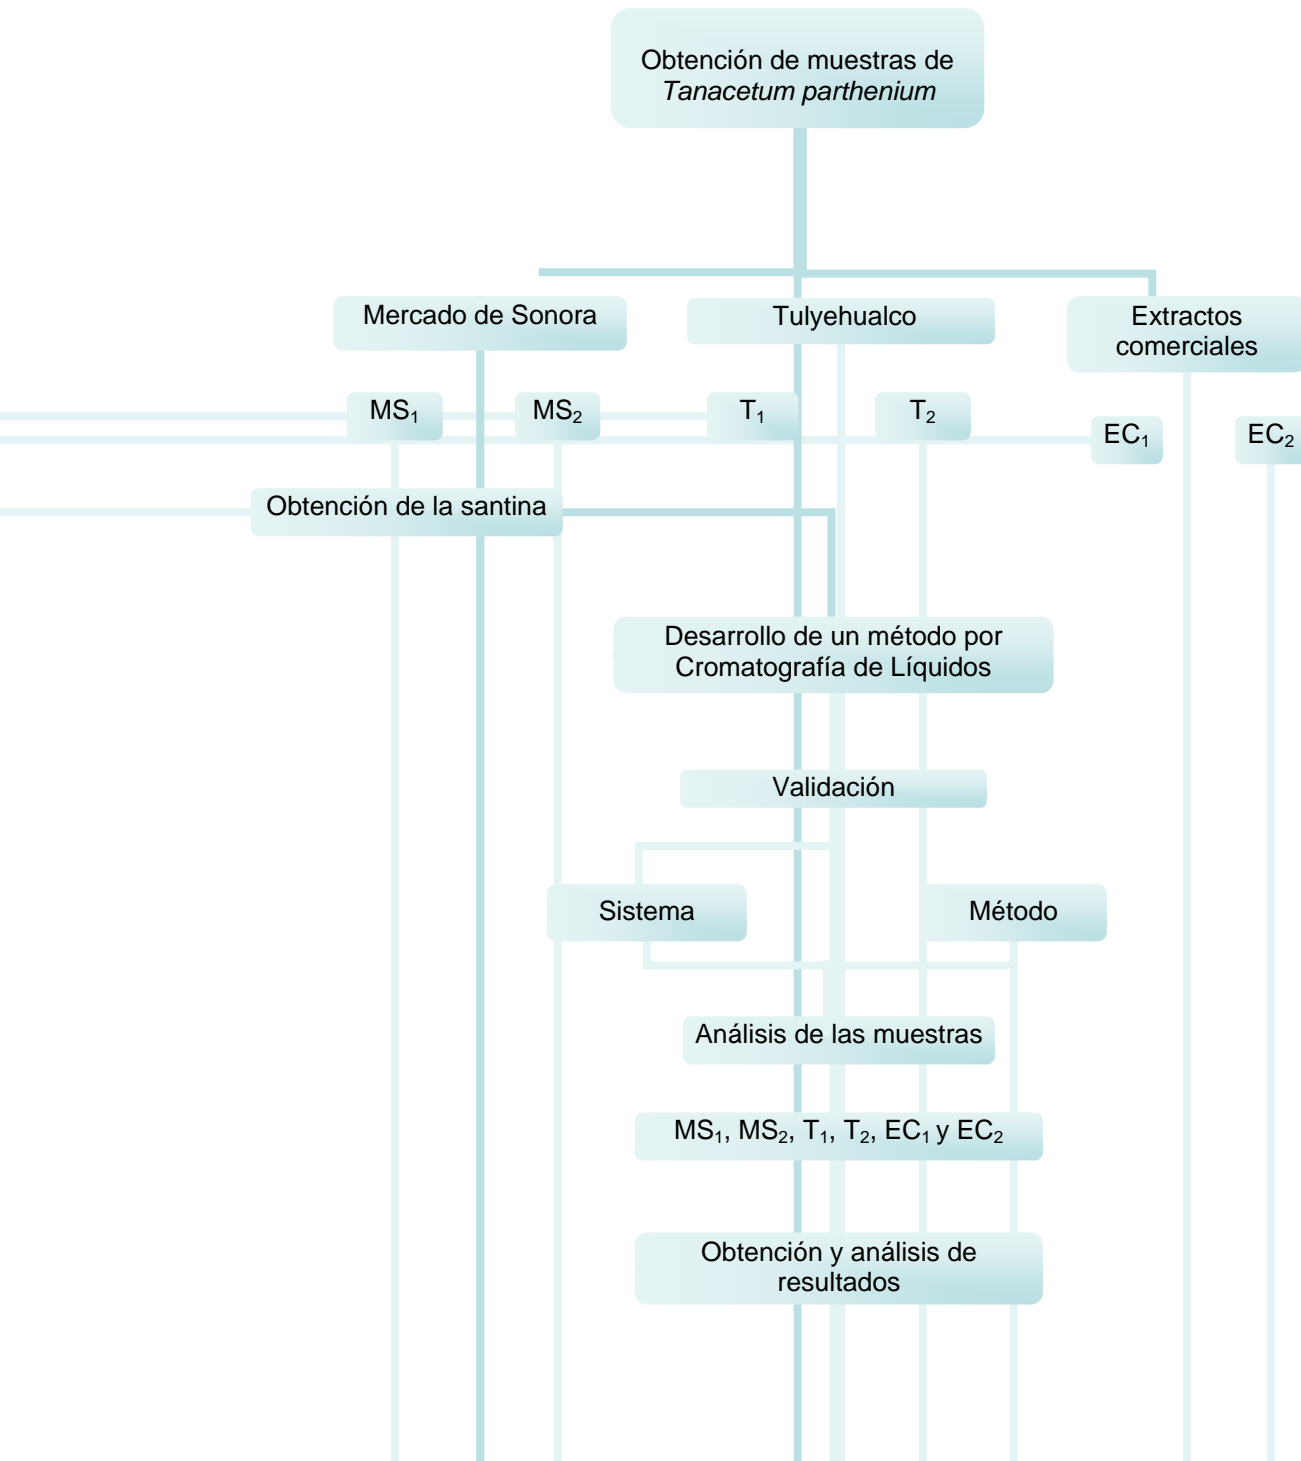 Obtención de muestras de
Tanacetum parthenium
Mercado de Sonora
Tulyehualco
Extractos
comerciales
MS₁
MS₂
T₁
T₂
EC₁
EC₂
Obtención de la santina
Desarrollo de un método por
Cromatografía de Líquidos
Validación
Sistema
Método
Análisis de las muestras
MS₁, MS₂, T₁, T₂, EC₁ y EC₂
Obtención y análisis de
resultados